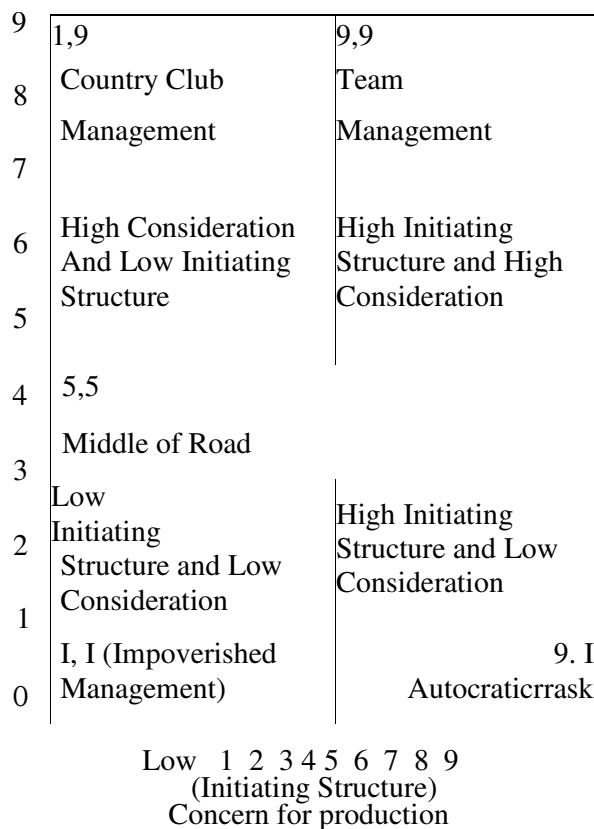 9
1,9
9,9
8
Country Club
Team
Management
Management
7
6
High Consideration
And Low Initiating
Structure
High Initiating
Structure and High
Consideration
5
4
5,5
Middle of Road
3
Low
Initiating
Structure and Low
Consideration
High Initiating
Structure and Low
Consideration
2
1
I, I (Impoverished
Management)
9. I
Autocraticrrask
0
Low 1 2 3 4 5 6 7 8 9
(Initiating Structure)
Concern for production